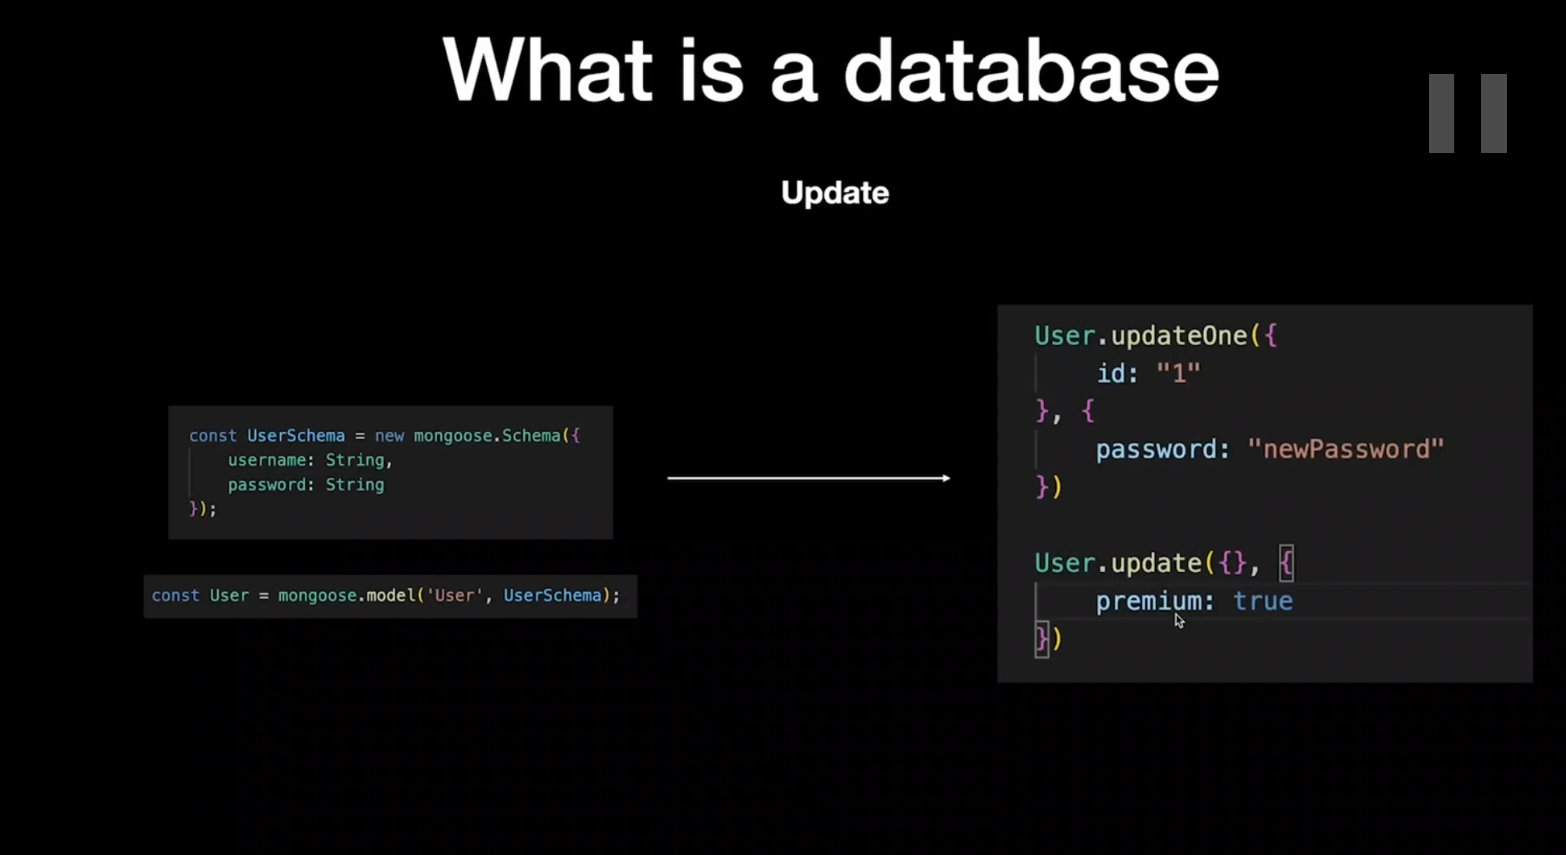 What is a database
Update
const UserSchema = new mongoose.Schema({
    username: String,
    password: String
});
const User = mongoose.model('User', UserSchema);
User.updateOne({
    id: "1"
}, {
    password: "newPassword"
})
User.update({}, {
    premium: true
})